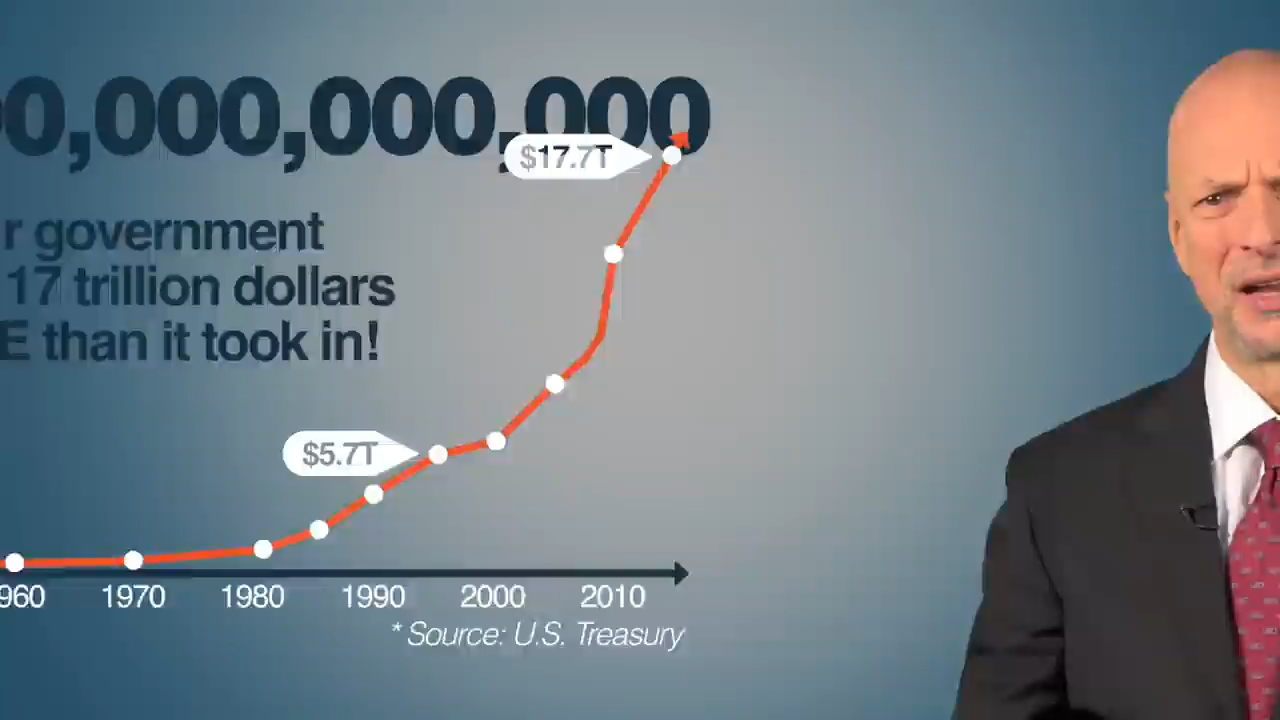 0,000,000,000
$17.7T
r government
17 trillion dollars
E than it took in!
$5.7T
960 1970 1980 1990 2000 2010
* Source: U.S. Treasury